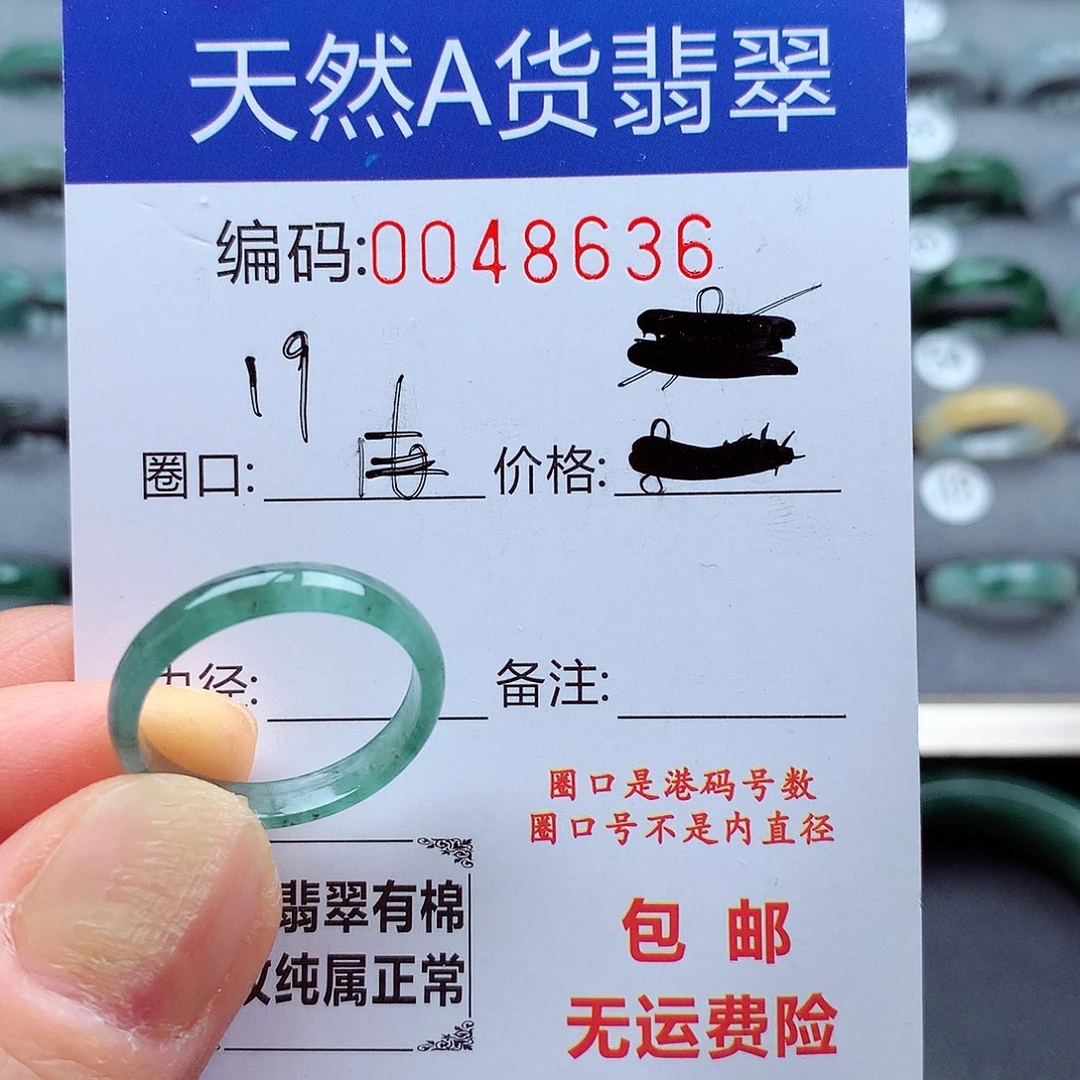 天然A货翡翠
编码:0048636
19
圈口:
价格:
径:
备注:
圈口是港码号数
圈口号不是内直径
翡翠有棉
纯属正常
包 邮
无运费险